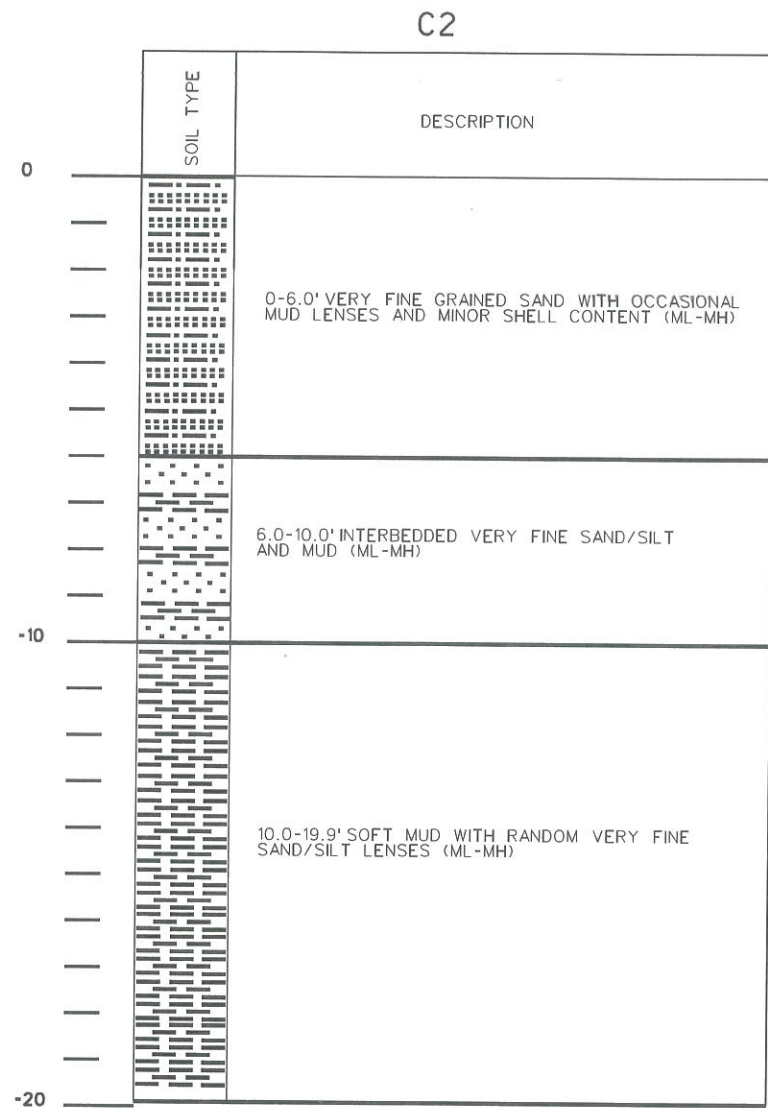 C2
SOIL TYPE
DESCRIPTION
0
0-6.0' VERY FINE GRAINED SAND WITH OCCASIONAL
MUD LENSES AND MINOR SHELL CONTENT (ML-MH)
6.0-10.0' INTERBEDDED VERY FINE SAND/SILT
AND MUD (ML-MH)
-10
10.0-19.9' SOFT MUD WITH RANDOM VERY FINE
SAND/SILT LENSES (ML-MH)
-20